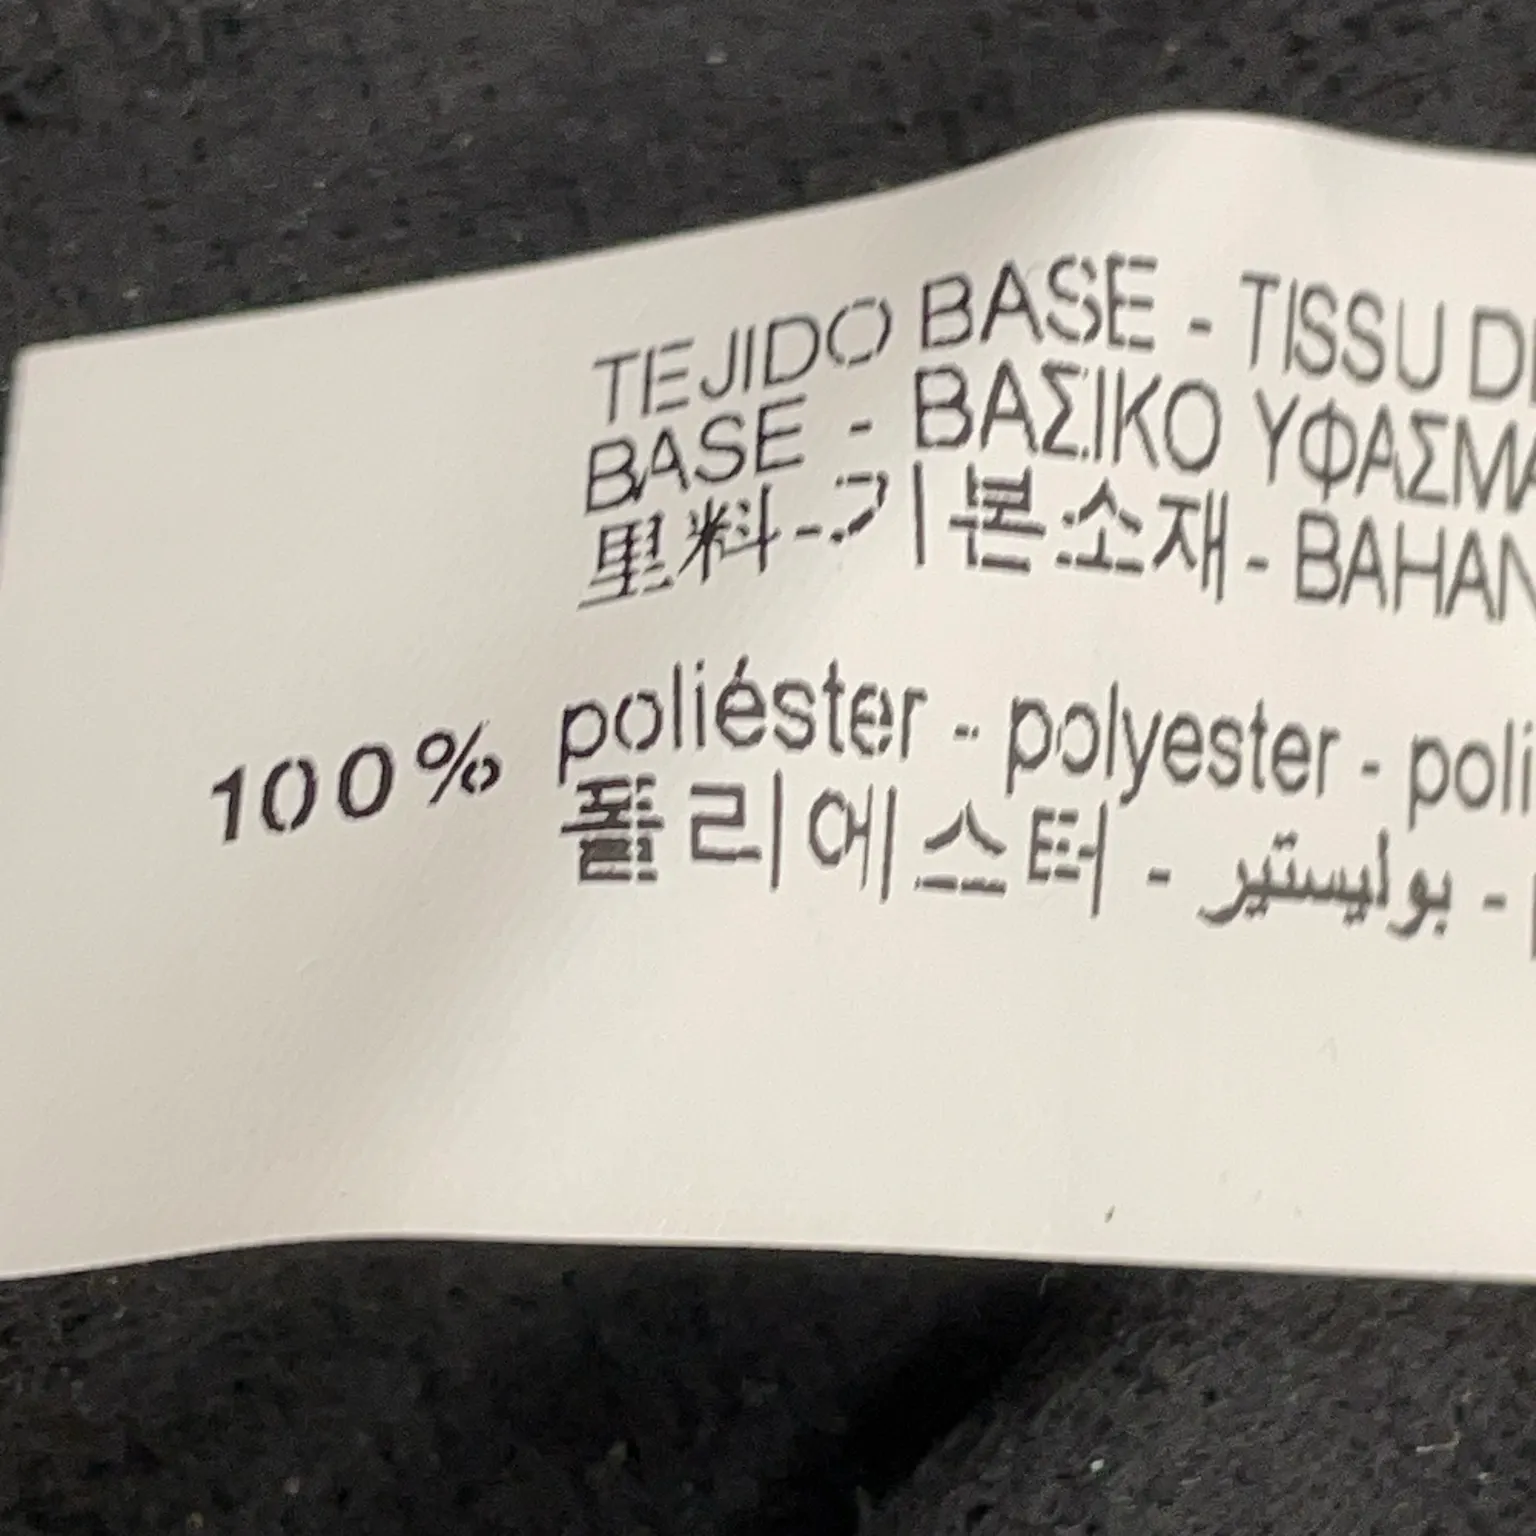 TEJIDO BASE - TISSU
BASE - ΒΑΣΙΚΟ ΥΦΑΣΜΑ
里料 - 기본소재 - BAHAN
100% poliéster - polyester - poli
폴리에스터 - بوليستير -